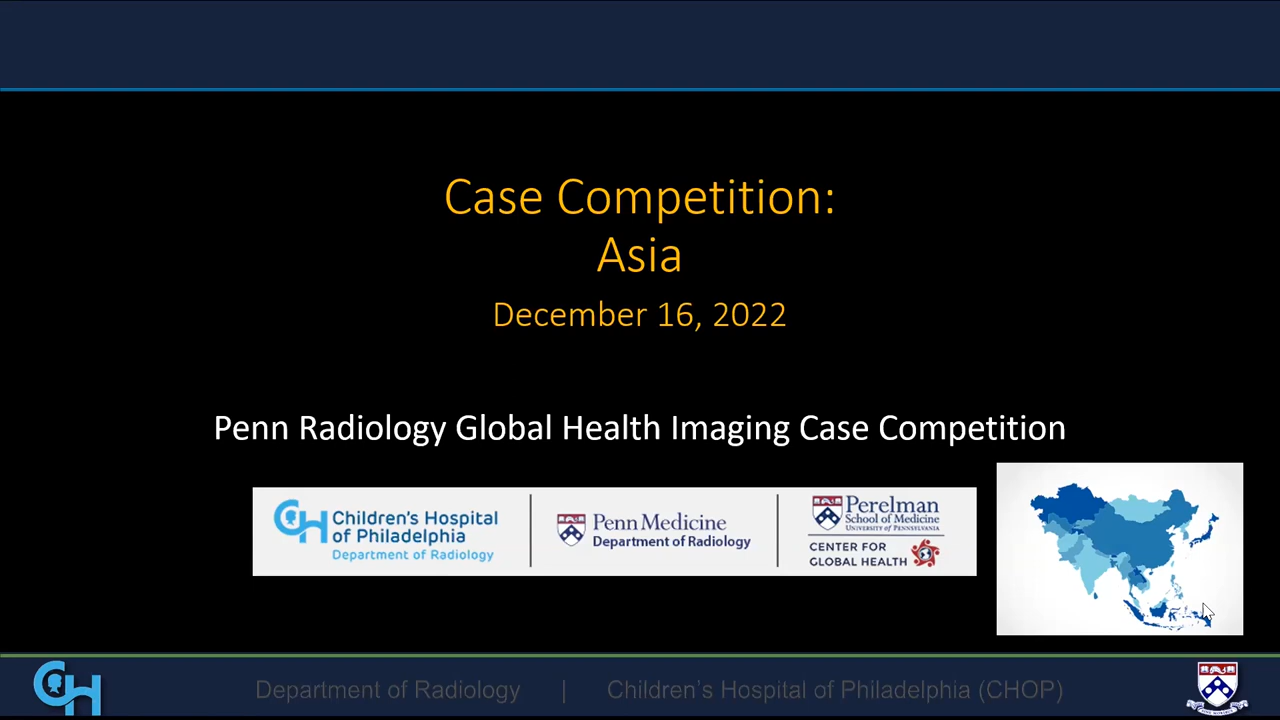 Case Competition:
Asia
December 16, 2022
Penn Radiology Global Health Imaging Case Competition
Children's Hospital
of Philadelphia
Department of Radiology
Penn Medicine
Department of Radiology
Perelman
School of Medicine
UNIVERSITY OF PENNSYLVANIA
CENTER FOR
GLOBAL HEALTH
CH
Department of Radiology | Children's Hospital of Philadelphia (CHOP)